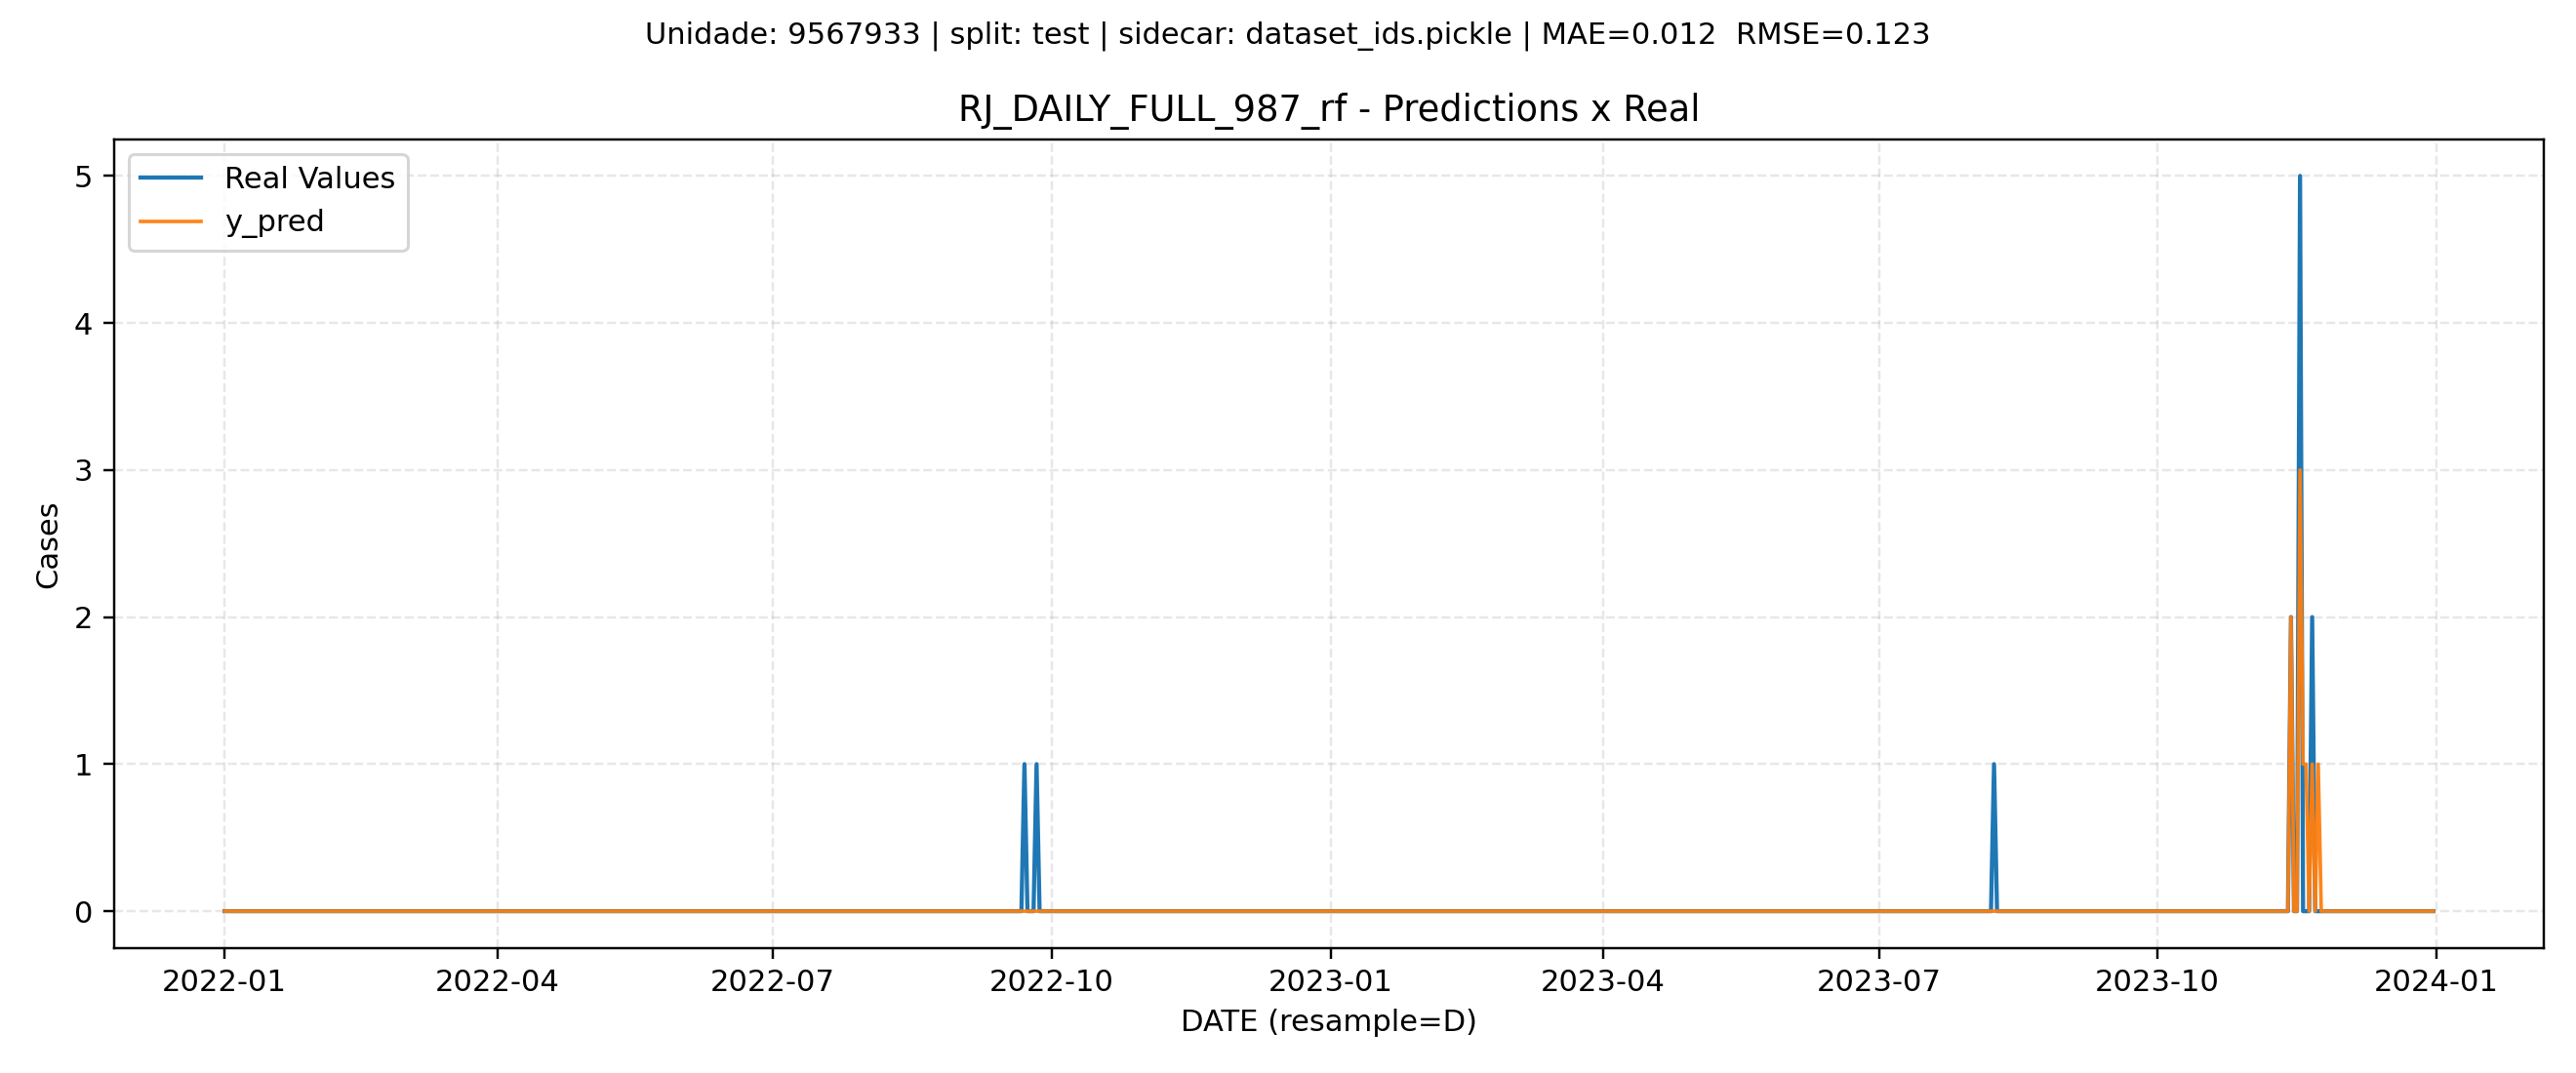 Unidade: 9567933 | split: test | sidecar: dataset_ids.pickle | MAE=0.012  RMSE=0.123
RJ_DAILY_FULL_987_rf - Predictions x Real
Real Values
y_pred
5
4
3
2
1
0
Cases
2022-01 2022-04 2022-07 2022-10 2023-01 2023-04 2023-07 2023-10 2024-01
DATE (resample=D)